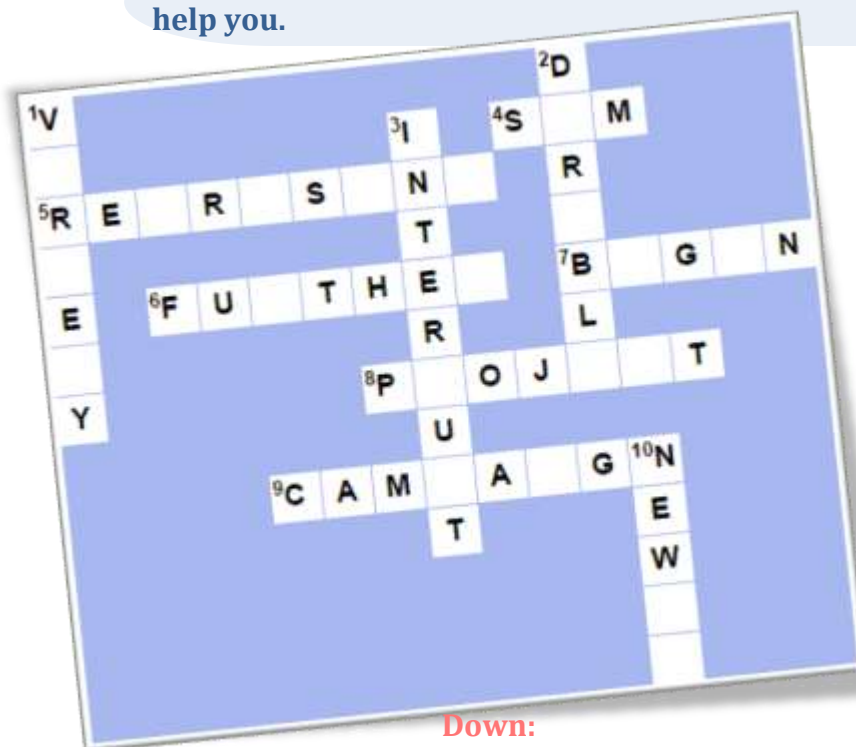 help you.
1V 2D
3I 4S M
5R E R S N R
T
E 6F U T H E 7B G N
R L
Y 8P O J T
U
9C A M A G 10N
T E
W
Down: